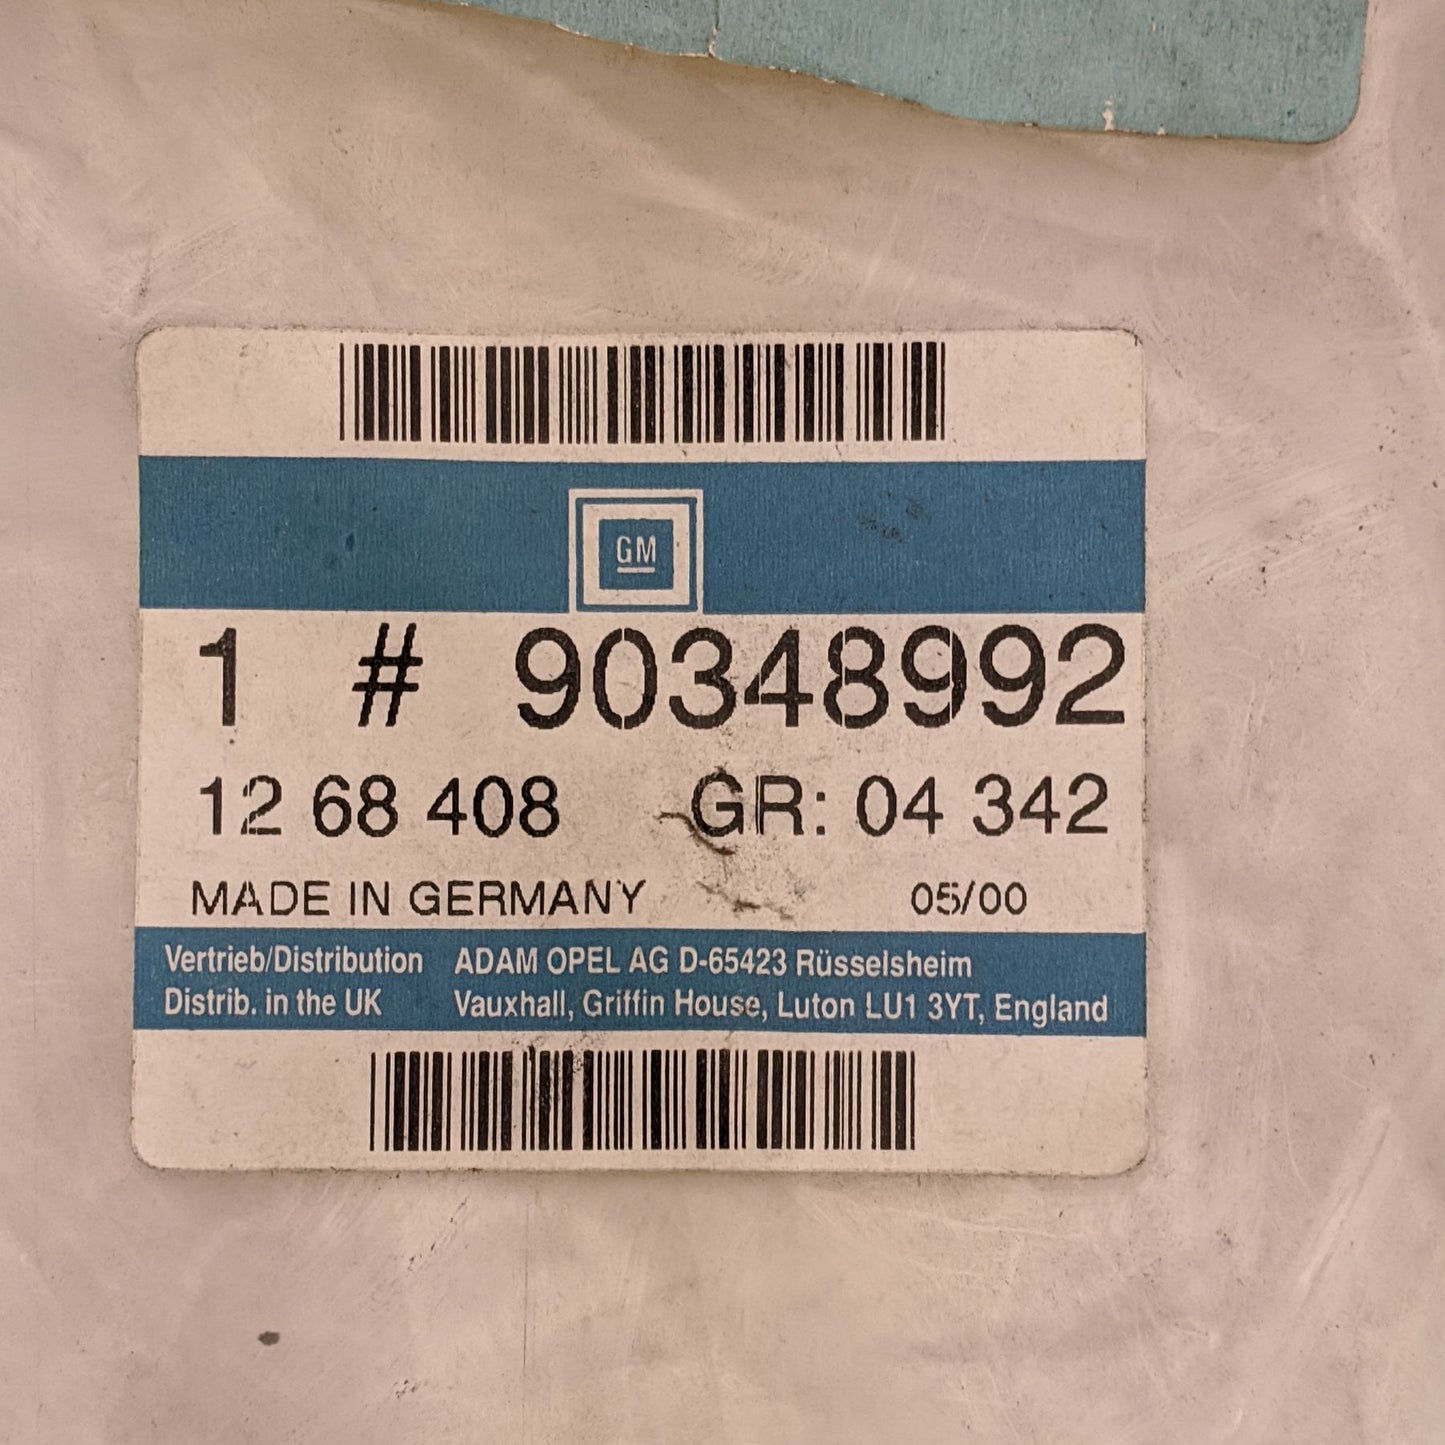 GM
1 # 90348992
12 68 408 GR: 04 342
MADE IN GERMANY 05/00
Vertrieb/Distribution ADAM OPEL AG D-65423 Rüsselsheim
Distrib. in the UK Vauxhall, Griffin House, Luton LU1 3YT, England